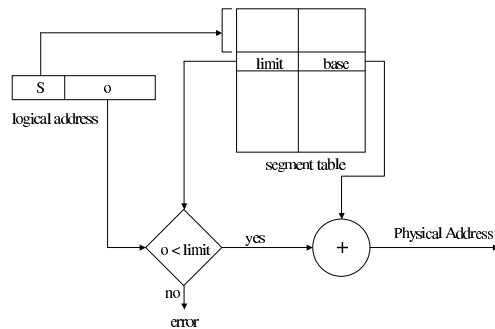 limit base
S o
logical address
segment table
Physical Address
o < limit
yes
+
no
error